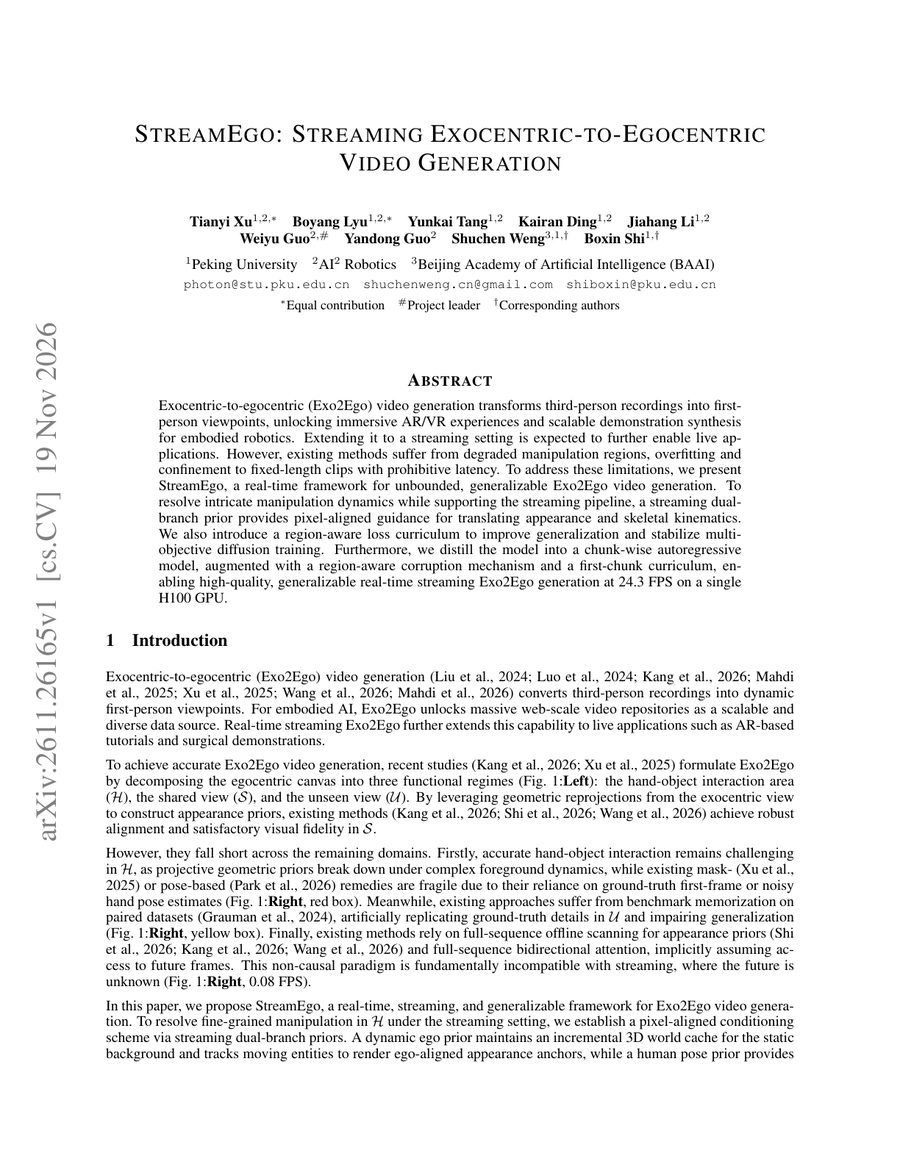 STREAMEGO: STREAMING EXOCENTRIC-TO-EGOCENTRIC
VIDEO GENERATION
Tianyi Xu1,2,∗ Boyang Lyu1,2,∗ Yunkai Tang1,2 Kairan Ding1,2 Jiahang Li1,2
Weiyu Guo2,# Yandong Guo2 Shuchen Weng3,1,† Boxin Shi1,†
1Peking University 2AI2 Robotics 3Beijing Academy of Artificial Intelligence (BAAI)
photon@stu.pku.edu.cn shuchenweng.cn@gmail.com shiboxin@pku.edu.cn
∗Equal contribution #Project leader †Corresponding authors
arXiv:2611.26165v1 [cs.CV] 19 Nov 2026
ABSTRACT
Exocentric-to-egocentric (Exo2Ego) video generation transforms third-person recordings into first-
person viewpoints, unlocking immersive AR/VR experiences and scalable demonstration synthesis
for embodied robotics. Extending it to a streaming setting is expected to further enable live ap-
plications. However, existing methods suffer from degraded manipulation regions, overfitting and
confinement to fixed-length clips with prohibitive latency. To address these limitations, we present
StreamEgo, a real-time framework for unbounded, generalizable Exo2Ego video generation. To
resolve intricate manipulation dynamics while supporting the streaming pipeline, a streaming dual-
branch prior provides pixel-aligned guidance for translating appearance and skeletal kinematics.
We also introduce a region-aware loss curriculum to improve generalization and stabilize multi-
objective diffusion training. Furthermore, we distill the model into a chunk-wise autoregressive
model, augmented with a region-aware corruption mechanism and a first-chunk curriculum, en-
abling high-quality, generalizable real-time streaming Exo2Ego generation at 24.3 FPS on a single
H100 GPU.
1 Introduction
Exocentric-to-egocentric (Exo2Ego) video generation (Liu et al., 2024; Luo et al., 2024; Kang et al., 2026; Mahdi
et al., 2025; Xu et al., 2025; Wang et al., 2026; Mahdi et al., 2026) converts third-person recordings into dynamic
first-person viewpoints. For embodied AI, Exo2Ego unlocks massive web-scale video repositories as a scalable and
diverse data source. Real-time streaming Exo2Ego further extends this capability to live applications such as AR-based
tutorials and surgical demonstrations.
To achieve accurate Exo2Ego video generation, recent studies (Kang et al., 2026; Xu et al., 2025) formulate Exo2Ego
by decomposing the egocentric canvas into three functional regimes (Fig. 1:Left): the hand-object interaction area
(ℋ), the shared view (𝒮), and the unseen view (𝒰). By leveraging geometric reprojections from the exocentric view
to construct appearance priors, existing methods (Kang et al., 2026; Shi et al., 2026; Wang et al., 2026) achieve robust
alignment and satisfactory visual fidelity in 𝒮.
However, they fall short across the remaining domains. Firstly, accurate hand-object interaction remains challenging
in ℋ, as projective geometric priors break down under complex foreground dynamics, while existing mask- (Xu et al.,
2025) or pose-based (Park et al., 2026) remedies are fragile due to their reliance on ground-truth first-frame or noisy
hand pose estimates (Fig. 1:Right, red box). Meanwhile, existing approaches suffer from benchmark memorization on
paired datasets (Grauman et al., 2024), artificially replicating ground-truth details in 𝒰 and impairing generalization
(Fig. 1:Right, yellow box). Finally, existing methods rely on full-sequence offline scanning for appearance priors (Shi
et al., 2026; Kang et al., 2026; Wang et al., 2026) and full-sequence bidirectional attention, implicitly assuming ac-
cess to future frames. This non-causal paradigm is fundamentally incompatible with streaming, where the future is
unknown (Fig. 1:Right, 0.08 FPS).
In this paper, we propose StreamEgo, a real-time, streaming, and generalizable framework for Exo2Ego video genera-
tion. To resolve fine-grained manipulation in ℋ under the streaming setting, we establish a pixel-aligned conditioning
scheme via streaming dual-branch priors. A dynamic ego prior maintains an incremental 3D world cache for the static
background and tracks moving entities to render ego-aligned appearance anchors, while a human pose prior provides